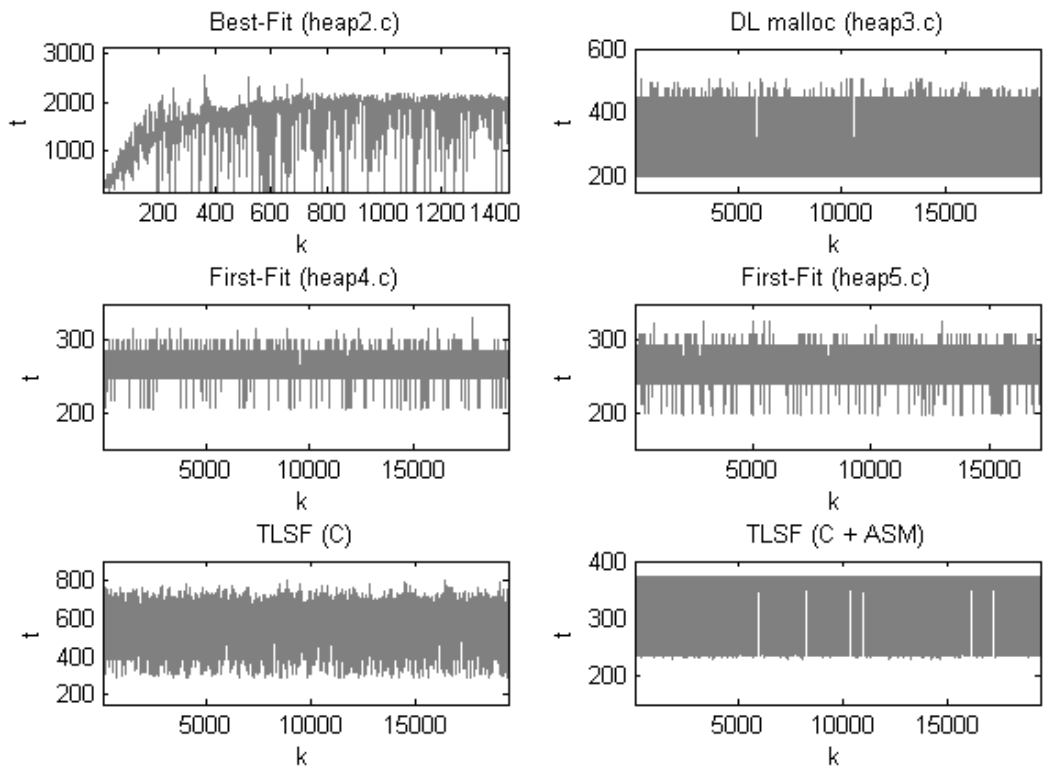 Best-Fit (heap2.c)
3000
2000
1000
t
200 400 600 800 1000 1200 1400
k
DL malloc (heap3.c)
600
400
200
t
5000 10000 15000
k
First-Fit (heap4.c)
300
200
t
5000 10000 15000
k
First-Fit (heap5.c)
300
200
t
5000 10000 15000
k
TLSF (C)
800
600
400
200
t
5000 10000 15000
k
TLSF (C + ASM)
400
300
200
t
5000 10000 15000
k